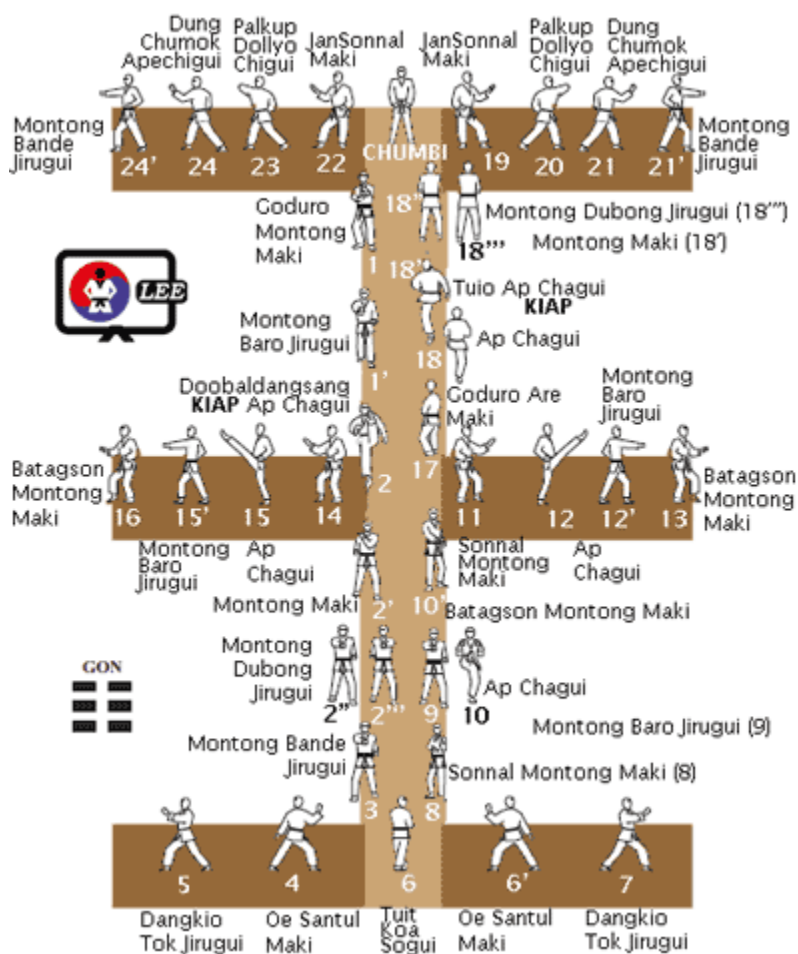 Dung
Chumok
Apechigui
Palkup
Dollyo
Chigui
JanSonnal
Maki
JanSonnal
Maki
Palkup
Dollyo
Chigui
Dung
Chumok
Apechigui
Montong
Bande
Jirugui
24'
24
23
22
CHUMBI
19
20
21
21'
Montong
Bande
Jirugui
Goduro
Montong
Maki
1
18''
18'''
Montong Dubong Jirugui (18''')
Montong Maki (18')
LEE
18'
Tuio Ap Chagui
KIAP
Montong
Baro Jirugui
1'
18
Ap Chagui
Doobaldangsang
KIAP Ap Chagui
2
17
Goduro Are
Maki
Montong
Baro
Jirugui
Batagson
Montong
Maki
16
15'
15
14
11
12
12'
13
Batagson
Montong
Maki
Montong
Baro
Jirugui
Ap
Chagui
Montong Maki
2'
10'
Sonnal
Montong
Maki
Ap
Chagui
Batagson Montong Maki
Montong
Dubong
Jirugui
2''
2'''
9
10
Ap Chagui
GON
Montong Baro Jirugui (9)
Montong Bande
Jirugui
3
8
Sonnal Montong Maki (8)
5
4
6
6'
7
Dangkio
Tok Jirugui
Oe Santul
Maki
Tuit
Koa
Sogui
Oe Santul
Maki
Dangkio
Tok Jirugui